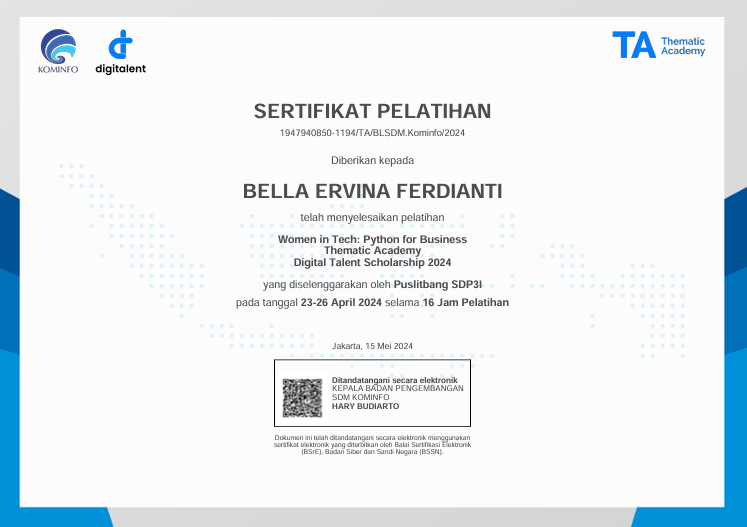 KOMINFO
digitalent
TA Thematic
Academy
SERTIFIKAT PELATIHAN
1947940850-1194/TA/BLSDM.Kominfo/2024
Diberikan kepada
BELLA ERVINA FERDIANTI
telah menyelesaikan pelatihan
Women in Tech: Python for Business
Thematic Academy
Digital Talent Scholarship 2024
yang diselenggarakan oleh Puslitbang SDP3I
pada tanggal 23-26 April 2024 selama 16 Jam Pelatihan
Jakarta, 15 Mei 2024
Ditandatangani secara elektronik
KEPALA BADAN PENGEMBANGAN
SDM KOMINFO
HARY BUDIARTO
Dokumen ini telah ditandatangani secara elektronik menggunakan
sertifikat elektronik yang diterbitkan oleh Balai Sertifikasi Elektronik
(BSrE), Badan Siber dan Sandi Negara (BSSN).